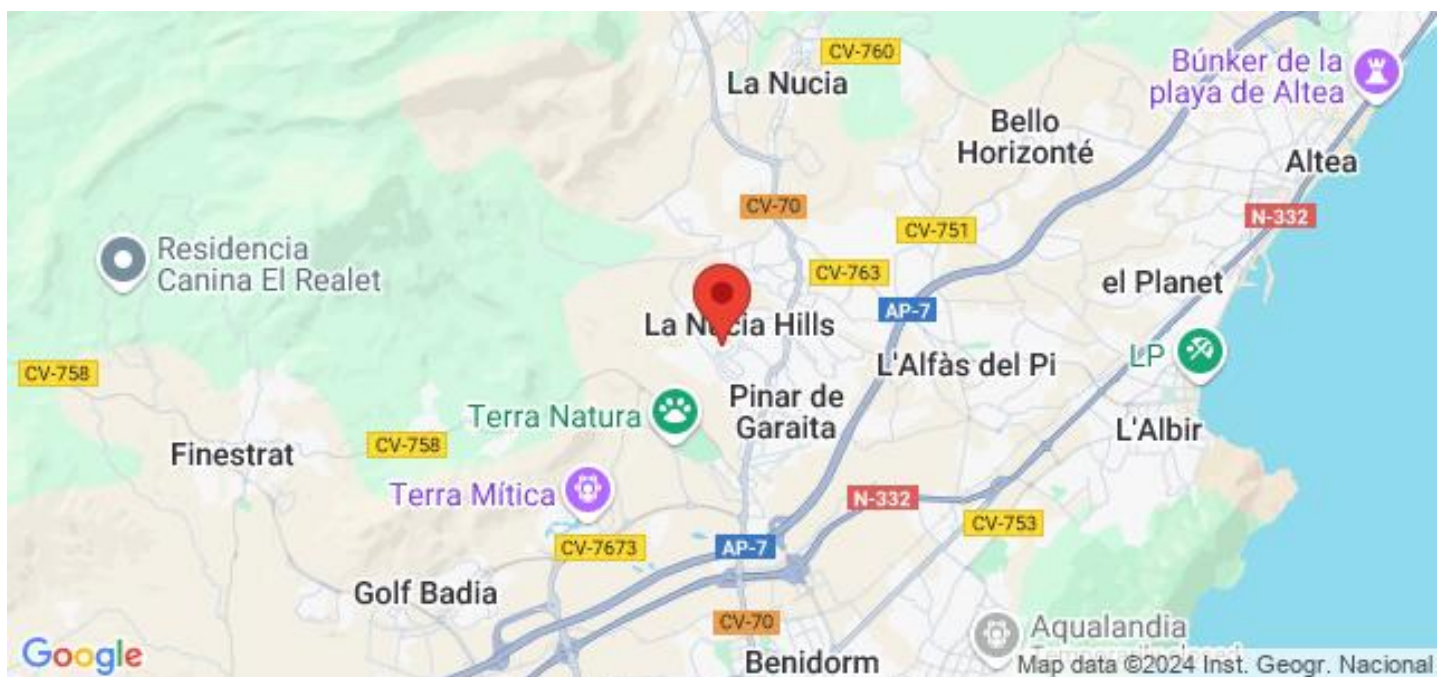 CV-760
La Nucia
Búnker de la
playa de Altea
Bello
Horizonté
Altea
CV-70
N-332
CV-751
Residencia
Canina El Realet
CV-763
el Planet
AP-7
La Nucia Hills
LP
L'Alfàs del Pi
CV-758
Pinar de
Garaita
Terra Natura
L'Albir
CV-758
Finestrat
Terra Mítica
N-332
CV-753
CV-7673
AP-7
Golf Badia
CV-70
Aqualandia
Benidorm
Google
Map data ©2024 Inst. Geogr. Nacional